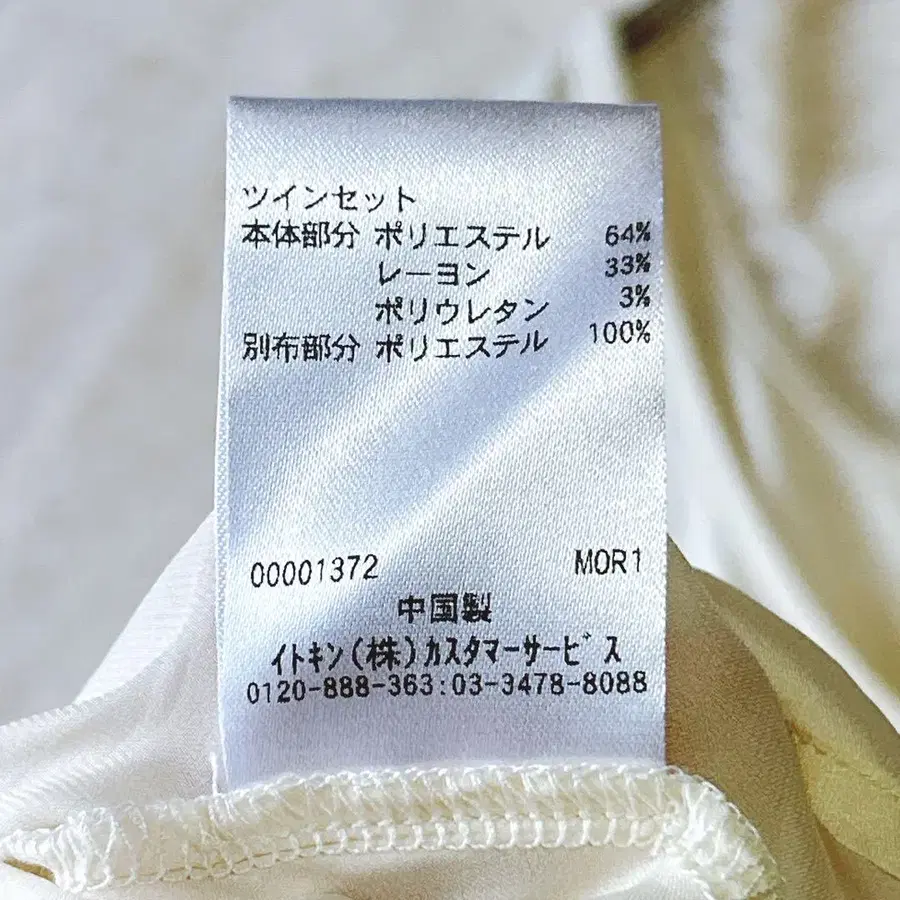 ツインセット
本体部分 ポリエステル 64%
レーヨン 33%
ポリウレタン 3%
別布部分 ポリエステル 100%
00001372 MOR1
中国製
イトキン(株)カスタマーサービス
0120-888-363:03-3478-8088